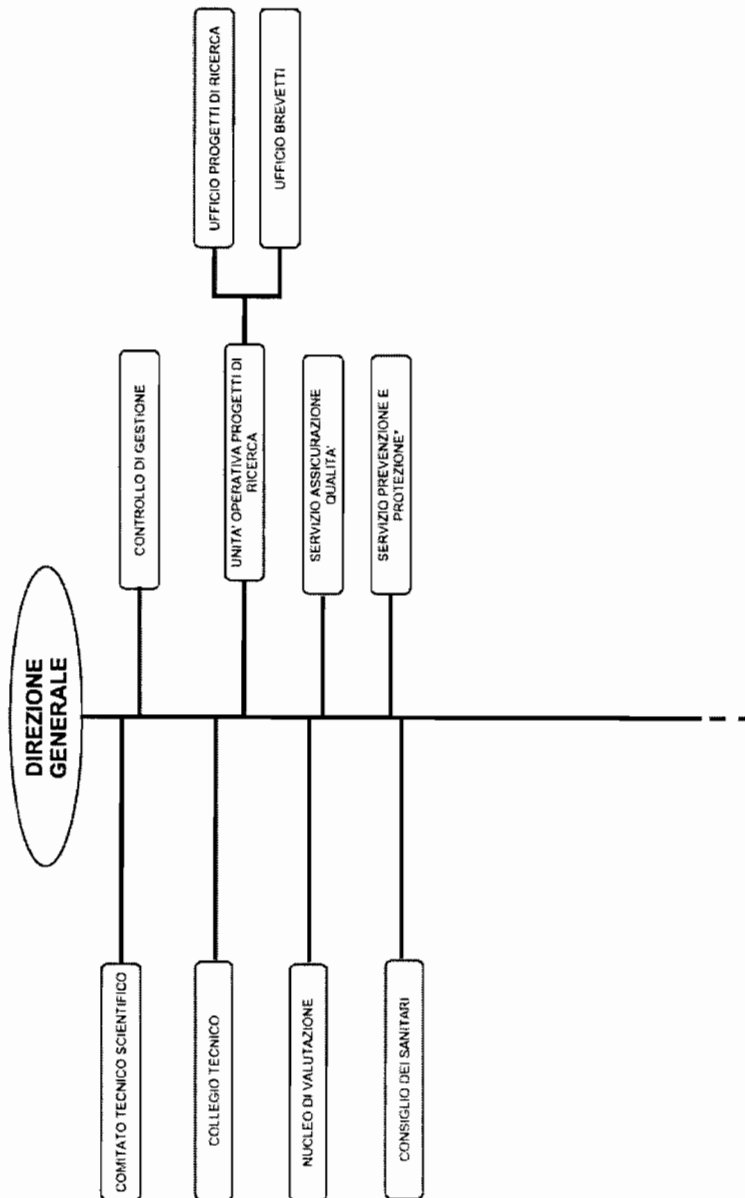 DIREZIONE
GENERALE
COMITATO TECNICO SCIENTIFICO
COLLEGIO TECNICO
NUCLEO DI VALUTAZIONE
CONSIGLIO DEI SANITARI
CONTROLLO DI GESTIONE
UNITA' OPERATIVA PROGETTI DI
RICERCA
SERVIZIO ASSICURAZIONE
QUALITA'
SERVIZIO PREVENZIONE E
PROTEZIONE*
UFFICIO PROGETTI DI RICERCA
UFFICIO BREVETTI